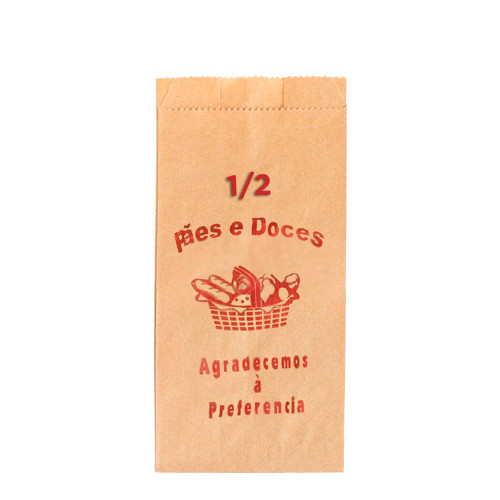 1/2
Pães e Doces
Agradecemos
à
Preferencia